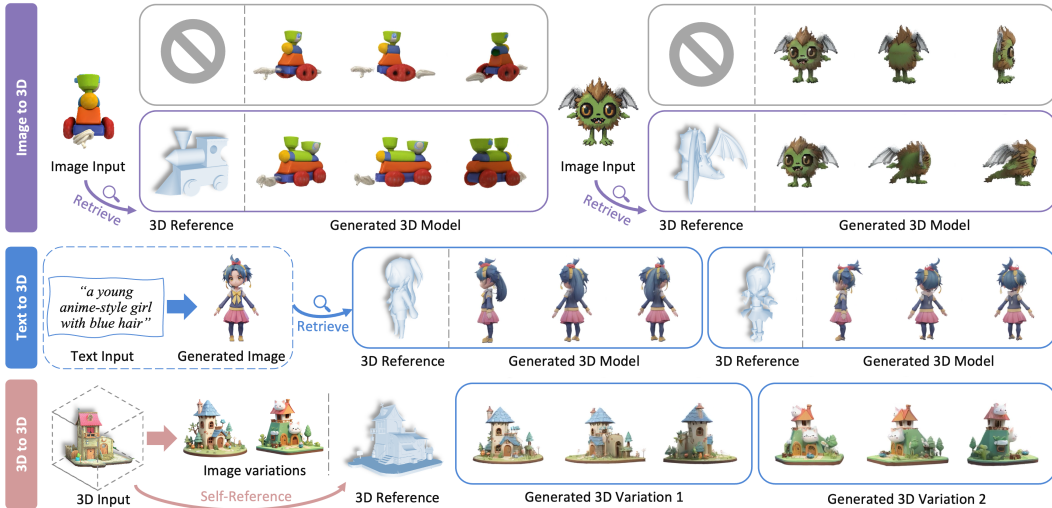 Image to 3D
Image Input
Retrieve
3D Reference
Generated 3D Model
Image Input
Retrieve
3D Reference
Generated 3D Model
Text to 3D
“a young
anime-style girl
with blue hair”
Text Input
Generated Image
Retrieve
3D Reference
Generated 3D Model
3D Reference
Generated 3D Model
3D to 3D
3D Input
Image variations
Self-Reference
3D Reference
Generated 3D Variation 1
Generated 3D Variation 2